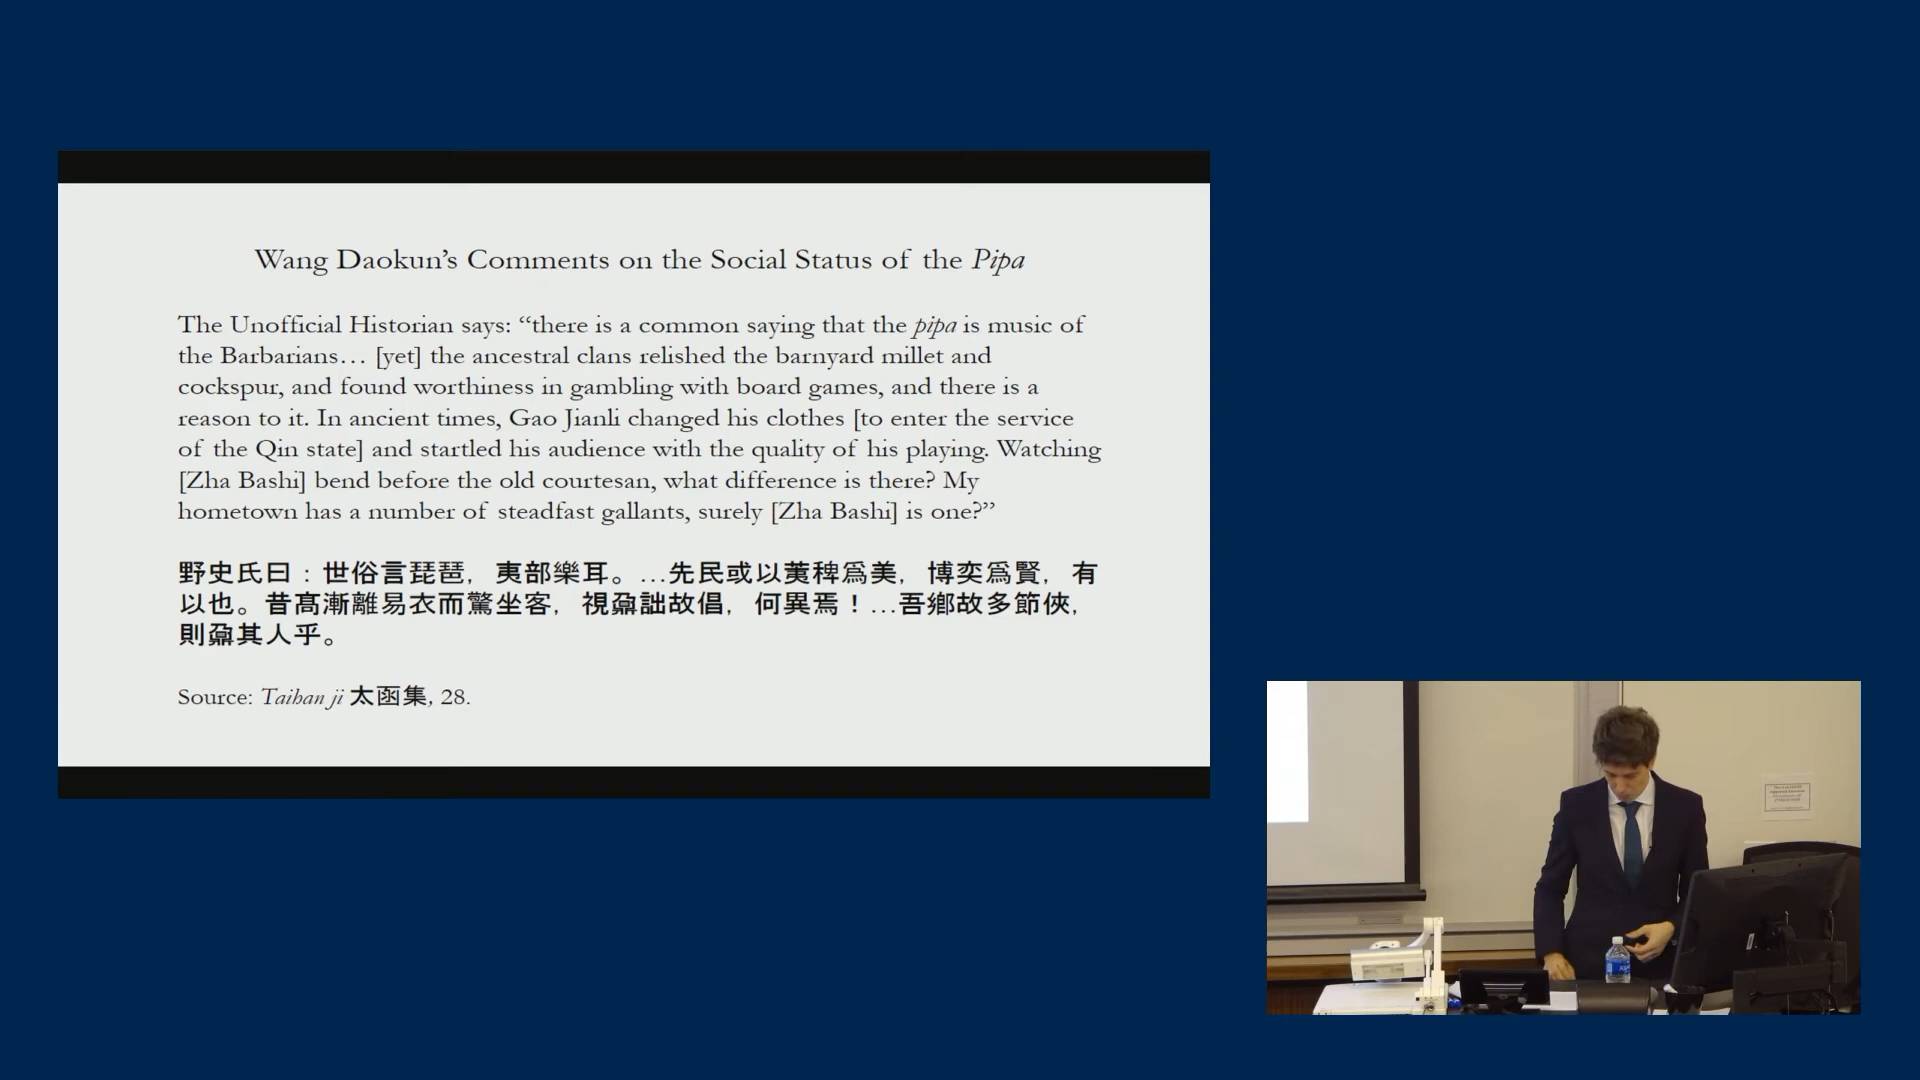 Wang Daokun’s Comments on the Social Status of the Pipa
The Unofficial Historian says: “there is a common saying that the pipa is music of
the Barbarians… [yet] the ancestral clans relished the barnyard millet and
cockspur, and found worthiness in gambling with board games, and there is a
reason to it. In ancient times, Gao Jianli changed his clothes [to enter the service
of the Qin state] and startled his audience with the quality of his playing. Watching
[Zha Bashi] bend before the old courtesan, what difference is there? My
hometown has a number of steadfast gallants, surely [Zha Bashi] is one?”
野史氏曰：世俗言琵琶，夷部樂耳。…先民或以荑稗爲美，博奕爲賢，有
以也。昔髙漸離易衣而驚坐客，視鼐詘故倡，何異焉！…吾鄉故多節俠，
則鼐其人乎。
Source: Taihan ji 太函集, 28.